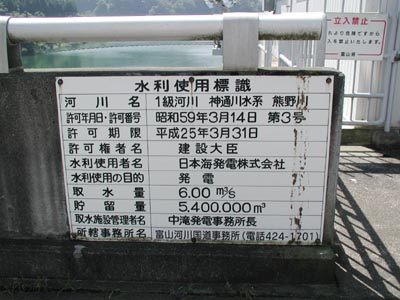 水利使用標識
河川名 1級河川 神通川水系 熊野川
許可年月日・許可番号 昭和59年3月14日 第3号
許可期限 平成25年3月31日
許可権者名 建設大臣
水利使用者名 日本海発電株式会社
水利使用の目的 発電
取水量 6.00 m³/s
貯留量 5,400,000 m³
取水施設管理者名 中滝発電事務所長
所轄事務所名 富山河川国道事務所(電話424-1701)
立入禁止
富山県